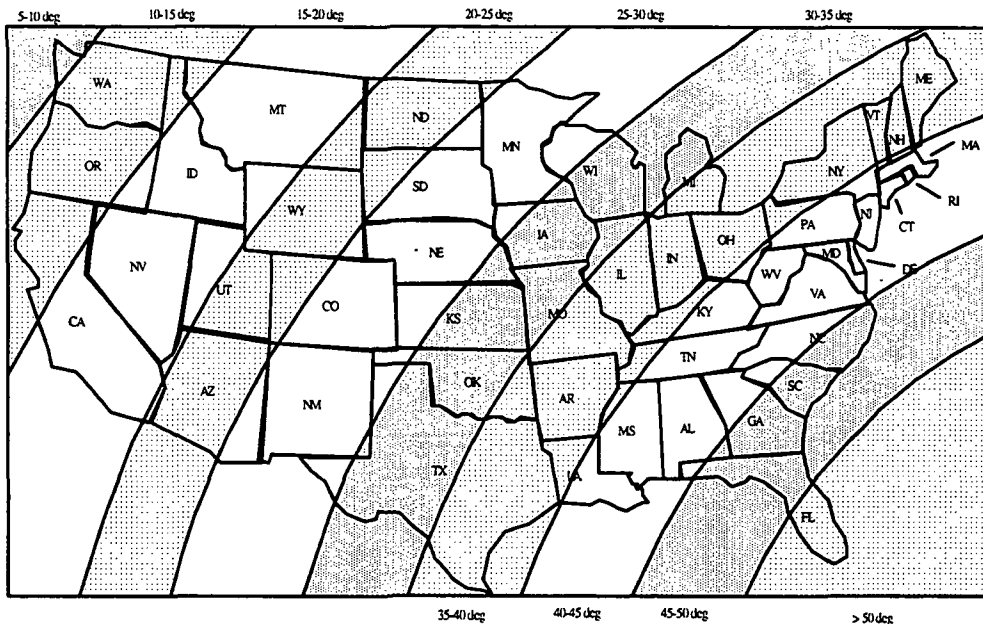 5-10 deg 10-15 deg 15-20 deg 20-25 deg 25-30 deg 30-35 deg
WA MT ND MN WI MI VT NH ME
OR ID WY SD IA NY MA
NV UT NE IL IN OH PA NJ RI
CA CO KS MO WV MD DE CT
AZ NM OK KY VA
TX AR TN NC
MS AL GA SC
LA FL
35-40 deg 40-45 deg 45-50 deg > 50 deg